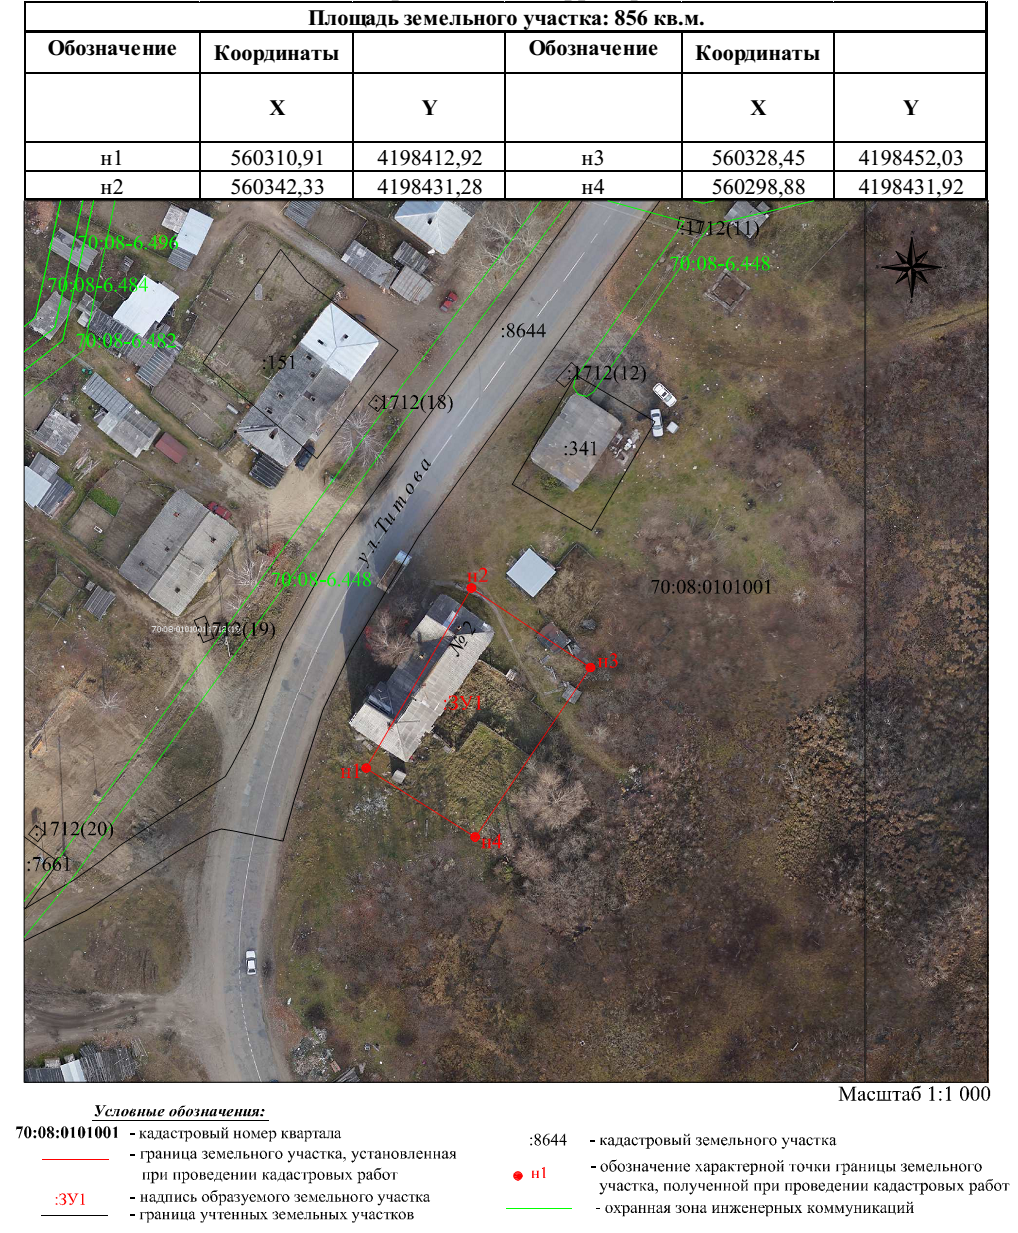 Площадь земельного участка: 856 кв.м.
Обозначение Координаты Обозначение Координаты
X Y X Y
н1 560310,91 4198412,92 н3 560328,45 4198452,03
н2 560342,33 4198431,28 н4 560298,88 4198431,92
:1712(11)
70:08-6.496
70:08-6.448
70:08-6.484
:8644
70:08-6.482
:151
:1712(12)
:1712(18)
:341
ул. Титова
70:08-6.448
н2
70:08:0101001
:1712(19)
№ 2
н3
:ЗУ1
н1
:1712(20)
н4
:7661
Масштаб 1:1 000
Условные обозначения:
70:08:0101001 - кадастровый номер квартала
- граница земельного участка, установленная
при проведении кадастровых работ
:ЗУ1 - надпись образуемого земельного участка
- граница учтенных земельных участков
:8644 - кадастровый земельного участка
н1 - обозначение характерной точки границы земельного
участка, полученной при проведении кадастровых работ
- охранная зона инженерных коммуникаций